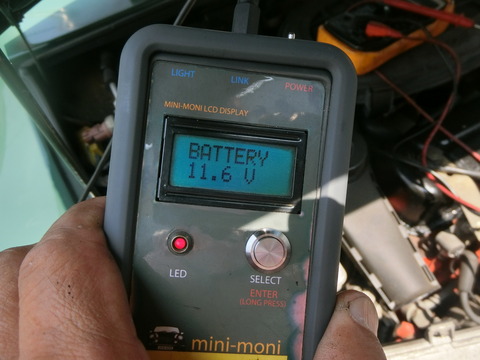 LIGHT LINK POWER
MINI-MONI LCD DISPLAY
BATTERY
11.6 V
LED SELECT
ENTER
(LONG PRESS)
mini-moni